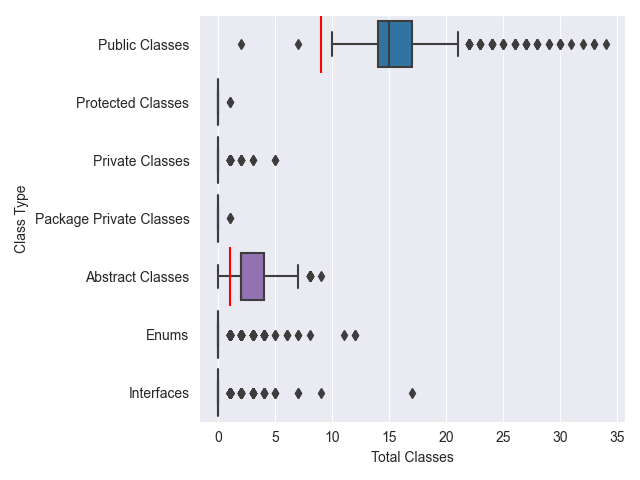 Class Type
Public Classes
Protected Classes
Private Classes
Package Private Classes
Abstract Classes
Enums
Interfaces
0 5 10 15 20 25 30 35
Total Classes